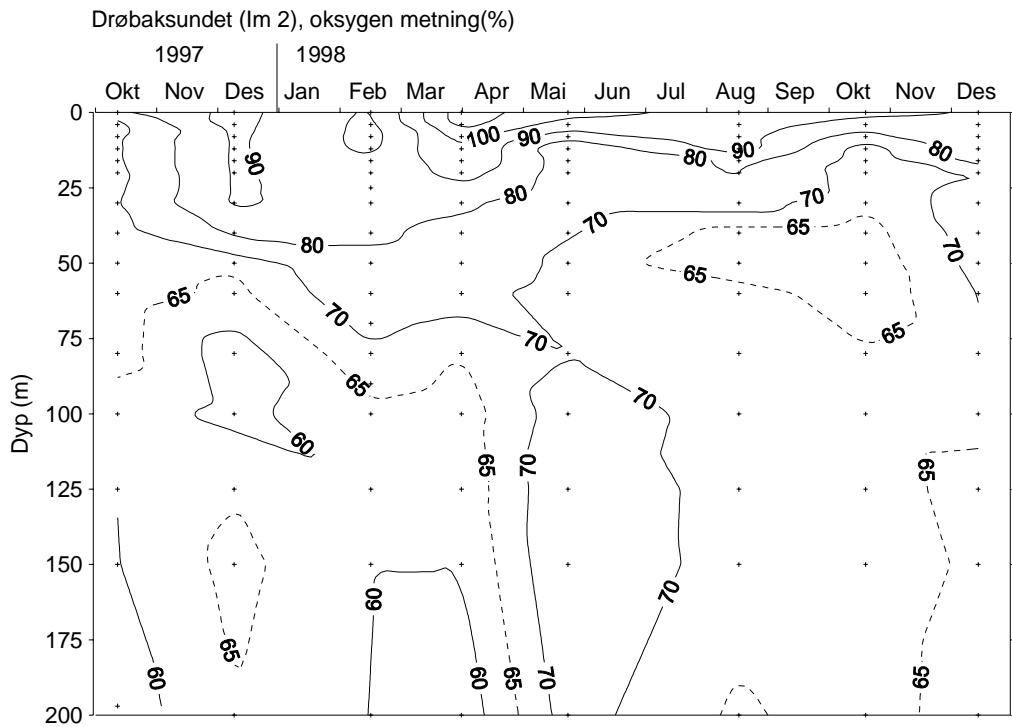 Drøbaksundet (Im 2), oksygen metning(%)
1997 1998
Okt Nov Des Jan Feb Mar Apr Mai Jun Jul Aug Sep Okt Nov Des
0
25
50
75
100
125
150
175
200
Dyp (m)
100 90 90 80
90 80
80 70 65 70
80 70
65 65
70 70 65
65 70
60
65 70 65
60 70
65 65
60 60 65 70